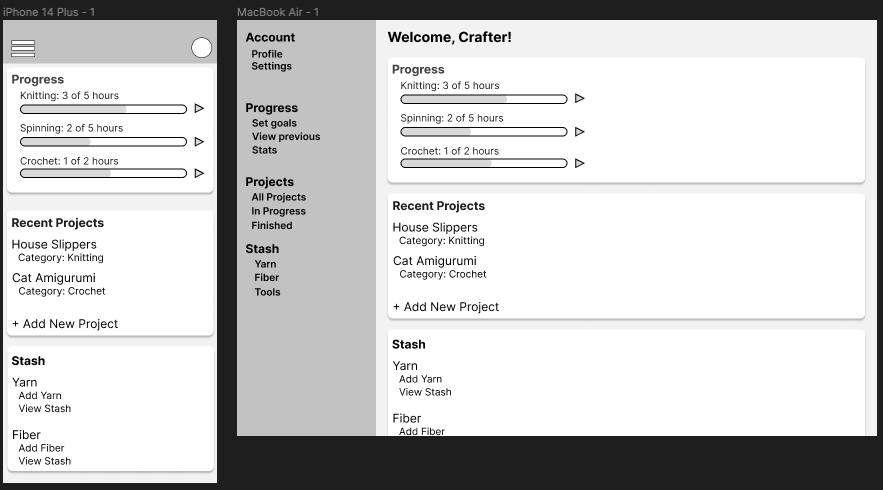 iPhone 14 Plus - 1
Progress
Knitting: 3 of 5 hours
Spinning: 2 of 5 hours
Crochet: 1 of 2 hours
Recent Projects
House Slippers
Category: Knitting
Cat Amigurumi
Category: Crochet
+ Add New Project
Stash
Yarn
Add Yarn
View Stash
Fiber
Add Fiber
View Stash
MacBook Air - 1
Account
Profile
Settings
Progress
Set goals
View previous
Stats
Projects
All Projects
In Progress
Finished
Stash
Yarn
Fiber
Tools
Welcome, Crafter!
Progress
Knitting: 3 of 5 hours
Spinning: 2 of 5 hours
Crochet: 1 of 2 hours
Recent Projects
House Slippers
Category: Knitting
Cat Amigurumi
Category: Crochet
+ Add New Project
Stash
Yarn
Add Yarn
View Stash
Fiber
Add Fiber